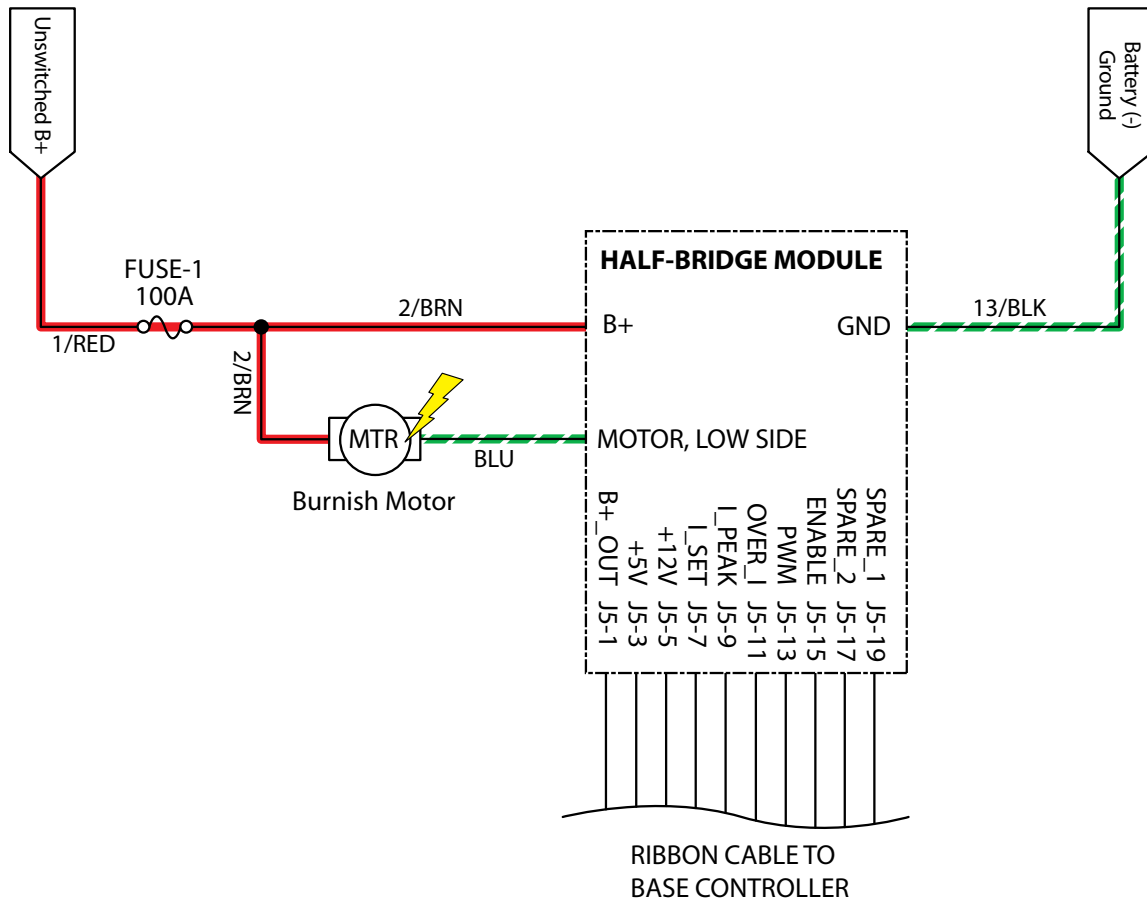 Unswitched B+
Battery (-)
Ground
FUSE-1
100A
1/RED
2/BRN
2/BRN
HALF-BRIDGE MODULE
B+
GND
13/BLK
MTR
BLU
MOTOR, LOW SIDE
Burnish Motor
B+_OUT J5-1
+5V J5-3
+12V J5-5
I_SET J5-7
I_PEAK J5-9
OVER_I J5-11
PWM J5-13
ENABLE J5-15
SPARE_2 J5-17
SPARE_1 J5-19
RIBBON CABLE TO
BASE CONTROLLER